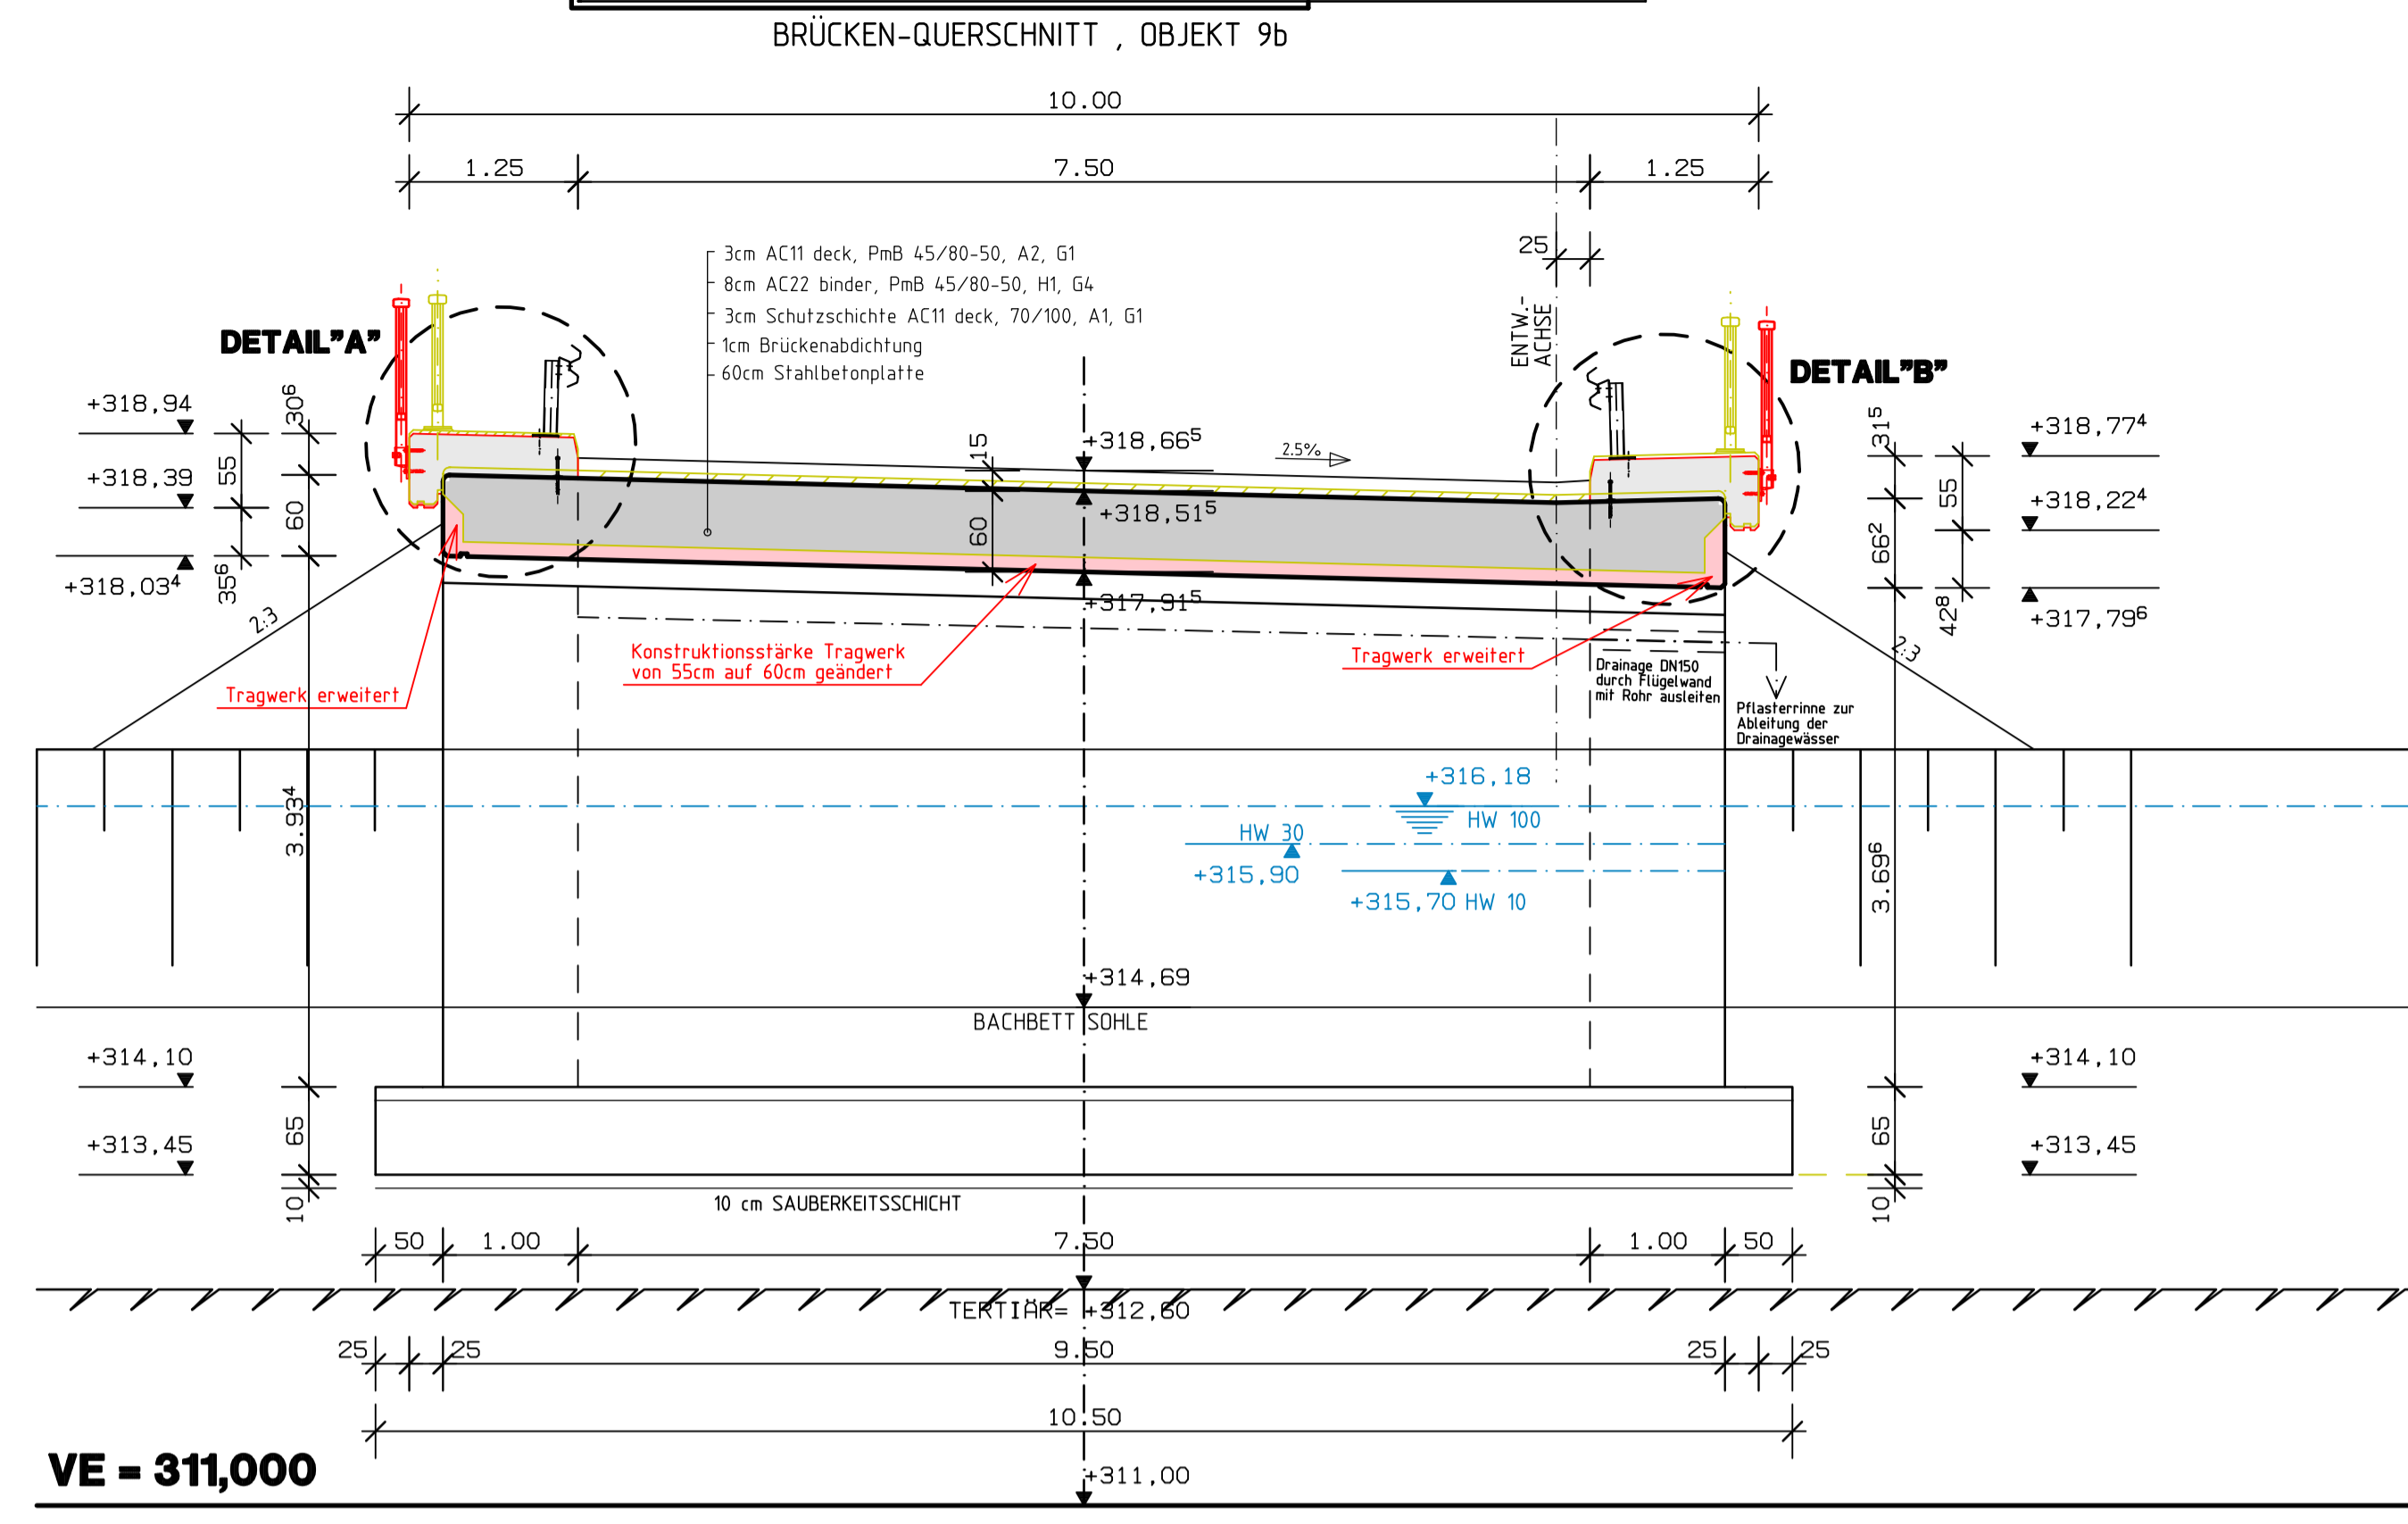 BRÜCKEN-QUERSCHNITT , OBJEKT 9b
10.00
1.25
7.50
1.25
25
3cm AC11 deck, PmB 45/80-50, A2, G1
8cm AC22 binder, PmB 45/80-50, H1, G4
3cm Schutzschichte AC11 deck, 70/100, A1, G1
1cm Brückenabdichtung
60cm Stahlbetonplatte
ENTW.-
ACHSE
DETAIL"A"
DETAIL"B"
+318,94
+318,39
+318,03⁴
55
35⁶
30⁶
60
15
60
+318,66⁵
+318,51⁵
+317,91⁵
2.5%
31⁵
66²
55
42⁸
+318,77⁴
+318,22⁴
+317,79⁶
2:3
2:3
Konstruktionsstärke Tragwerk
von 55cm auf 60cm geändert
Tragwerk erweitert
Tragwerk erweitert
Drainage DN150
durch Flügelwand
mit Rohr ausleiten
Pflasterrinne zur
Ableitung der
Drainagewässer
3.93⁴
3.69⁶
+316,18
HW 100
HW 30
+315,90
+315,70 HW 10
+314,69
BACHBETT SOHLE
+314,10
+313,45
65
10
+314,10
+313,45
65
10
10 cm SAUBERKEITSSCHICHT
50
1.00
7.50
1.00
50
TERTIÄR= +312,60
25
25
9.50
25
25
10.50
VE = 311,000
+311,00